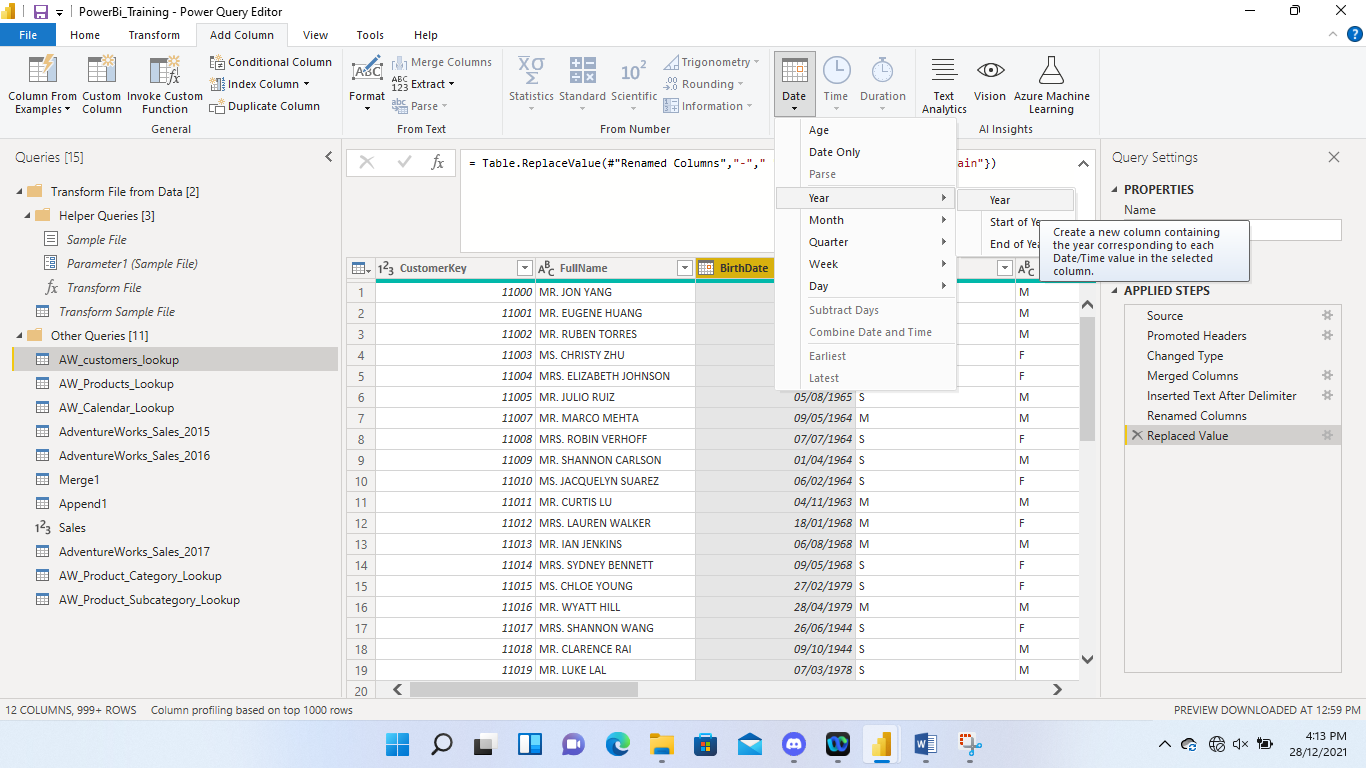 PowerBi_Training - Power Query Editor
File Home Transform Add Column View Tools Help
Column From Examples
Custom Column
Invoke Custom Function
Conditional Column
Index Column
Duplicate Column
General
Format
Merge Columns
Extract
Parse
From Text
Statistics
Standard
Scientific
Trigonometry
Rounding
Information
From Number
Date
Time
Duration
Text Analytics
Vision
Azure Machine Learning
AI Insights
Age
Date Only
Parse
Year
Month
Quarter
Week
Day
Subtract Days
Combine Date and Time
Earliest
Latest
Year
Start of Ye
End of Yea
Create a new column containing
the year corresponding to each
Date/Time value in the selected
column.
Queries [15]
Transform File from Data [2]
Helper Queries [3]
Sample File
Parameter1 (Sample File)
Transform File
Transform Sample File
Other Queries [11]
AW_customers_lookup
AW_Products_Lookup
AW_Calendar_Lookup
AdventureWorks_Sales_2015
AdventureWorks_Sales_2016
Merge1
Append1
Sales
AdventureWorks_Sales_2017
AW_Product_Category_Lookup
AW_Product_Subcategory_Lookup
= Table.ReplaceValue(#"Renamed Columns","-"," ain"})
CustomerKey FullName BirthDate
1 11000 MR. JON YANG M
2 11001 MR. EUGENE HUANG M
3 11002 MR. RUBEN TORRES M
4 11003 MS. CHRISTY ZHU F
5 11004 MRS. ELIZABETH JOHNSON F
6 11005 MR. JULIO RUIZ 05/08/1965 S M
7 11007 MR. MARCO MEHTA 09/05/1964 M M
8 11008 MRS. ROBIN VERHOFF 07/07/1964 S F
9 11009 MR. SHANNON CARLSON 01/04/1964 S M
10 11010 MS. JACQUELYN SUAREZ 06/02/1964 S F
11 11011 MR. CURTIS LU 04/11/1963 M M
12 11012 MRS. LAUREN WALKER 18/01/1968 M F
13 11013 MR. IAN JENKINS 06/08/1968 M M
14 11014 MRS. SYDNEY BENNETT 09/05/1968 S F
15 11015 MS. CHLOE YOUNG 27/02/1979 S F
16 11016 MR. WYATT HILL 28/04/1979 M M
17 11017 MRS. SHANNON WANG 26/06/1944 S F
18 11018 MR. CLARENCE RAI 09/10/1944 S M
19 11019 MR. LUKE LAL 07/03/1978 S M
20
Query Settings
PROPERTIES
Name
APPLIED STEPS
Source
Promoted Headers
Changed Type
Merged Columns
Inserted Text After Delimiter
Renamed Columns
Replaced Value
12 COLUMNS, 999+ ROWS Column profiling based on top 1000 rows PREVIEW DOWNLOADED AT 12:59 PM
4:13 PM
28/12/2021